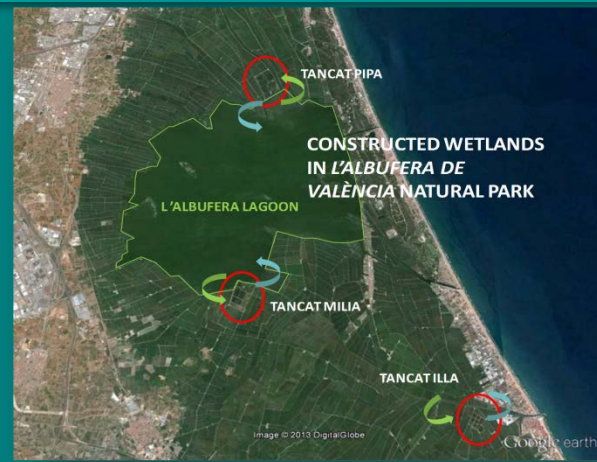 TANCAT PIPA
CONSTRUCTED WETLANDS
IN L'ALBUFERA DE
VALÈNCIA NATURAL PARK
L'ALBUFERA LAGOON
TANCAT MILIA
TANCAT ILLA
Image © 2013 DigitalGlobe
Google earth